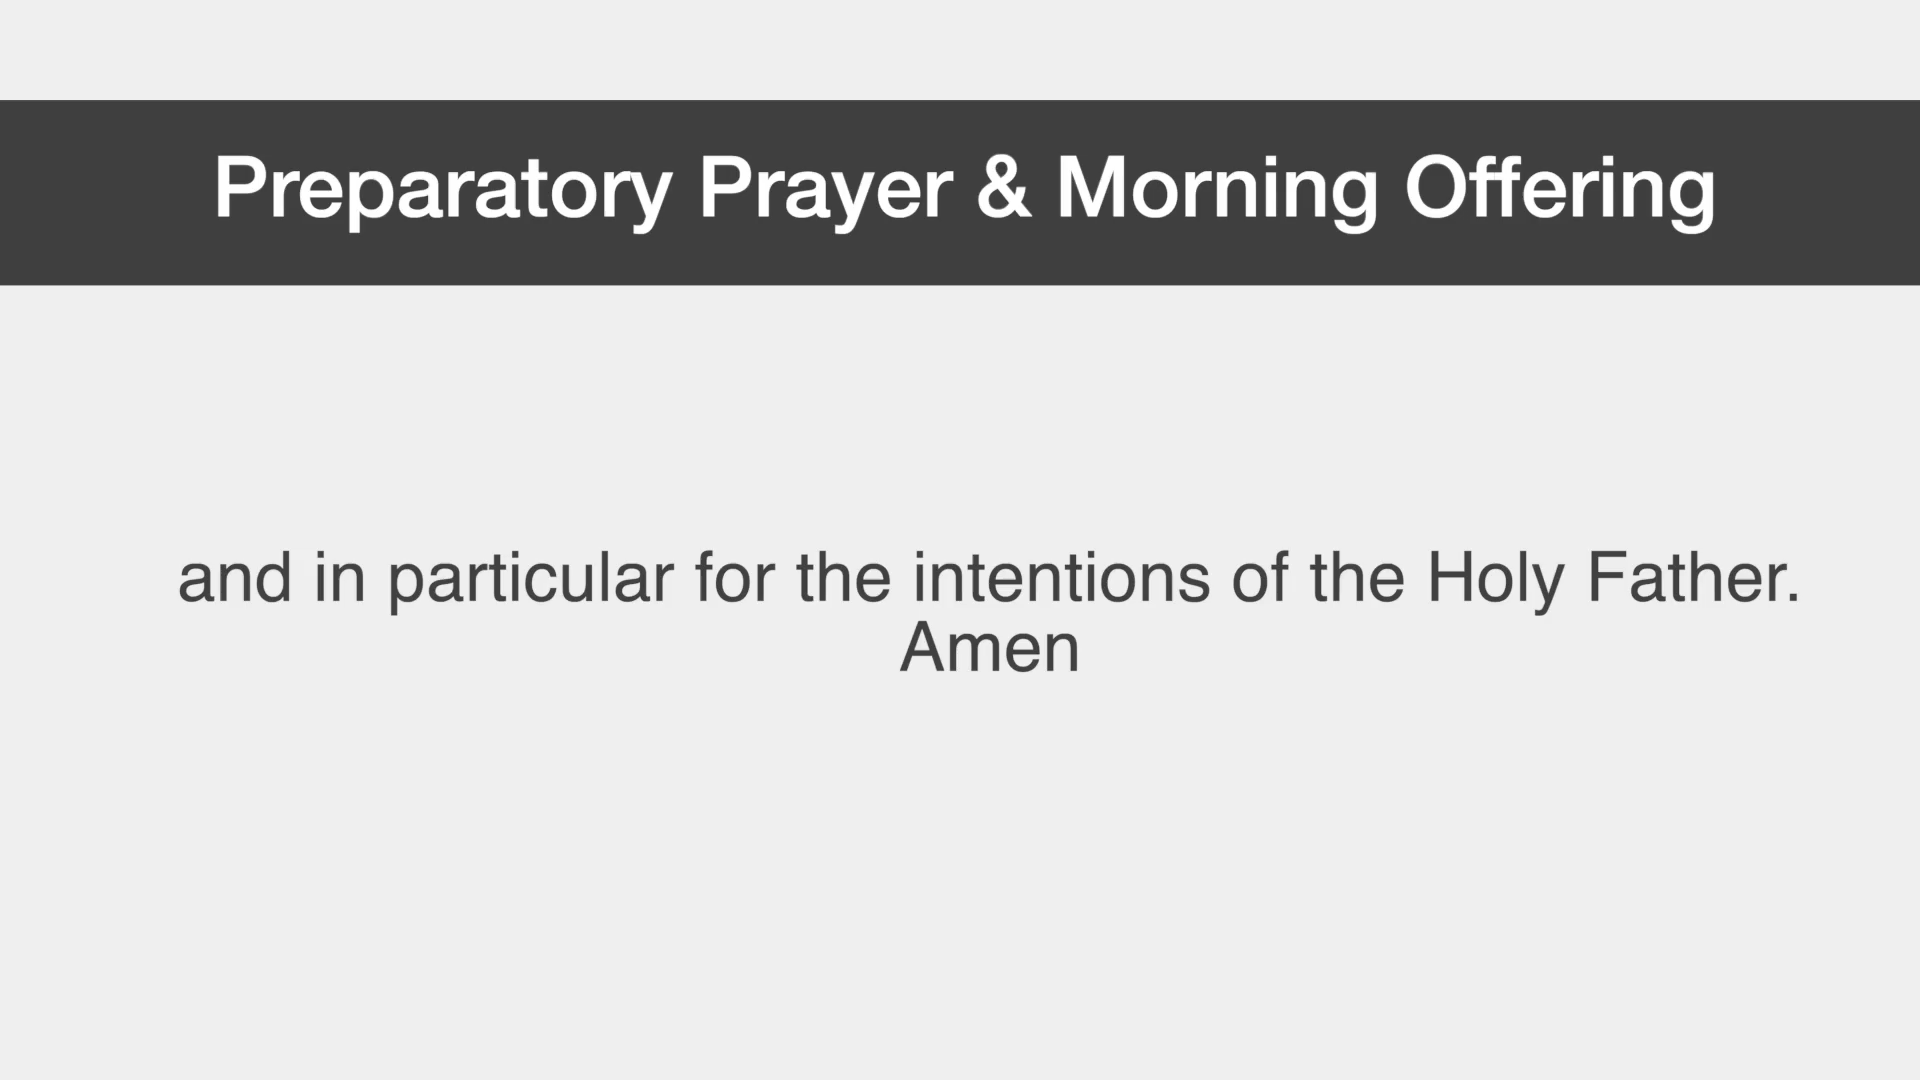 Preparatory Prayer & Morning Offering
and in particular for the intentions of the Holy Father.
Amen